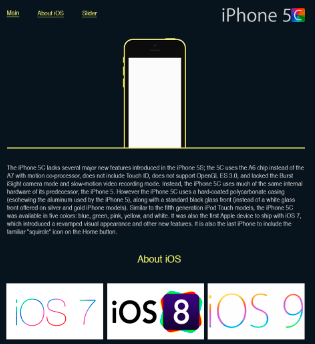 Main About iOS Slider
iPhone 5C
The iPhone 5C lacks several major new features introduced in the iPhone 5S; the 5C uses the A6 chip instead of the
A7 with motion co-processor, does not include Touch ID, does not support OpenGL ES 3.0, and lacked the Burst
iSight camera mode and slow-motion video recording mode. Instead, the iPhone 5C uses much of the same internal
hardware of its predecessor, the iPhone 5. However the iPhone 5C uses a hard-coated polycarbonate casing
(eschewing the aluminum used by the iPhone 5), along with a standard black glass front (instead of a white glass
front offered on silver and gold iPhone models). Similar to the fifth generation iPod Touch models, the iPhone 5C
was available in five colors: blue, green, pink, yellow, and white. It was also the first Apple device to ship with iOS 7,
which introduced a revamped visual appearance and other new features. It is also the last iPhone to include the
familiar "squircle" icon on the Home button.
About iOS
iOS 7 iOS 8 iOS 9